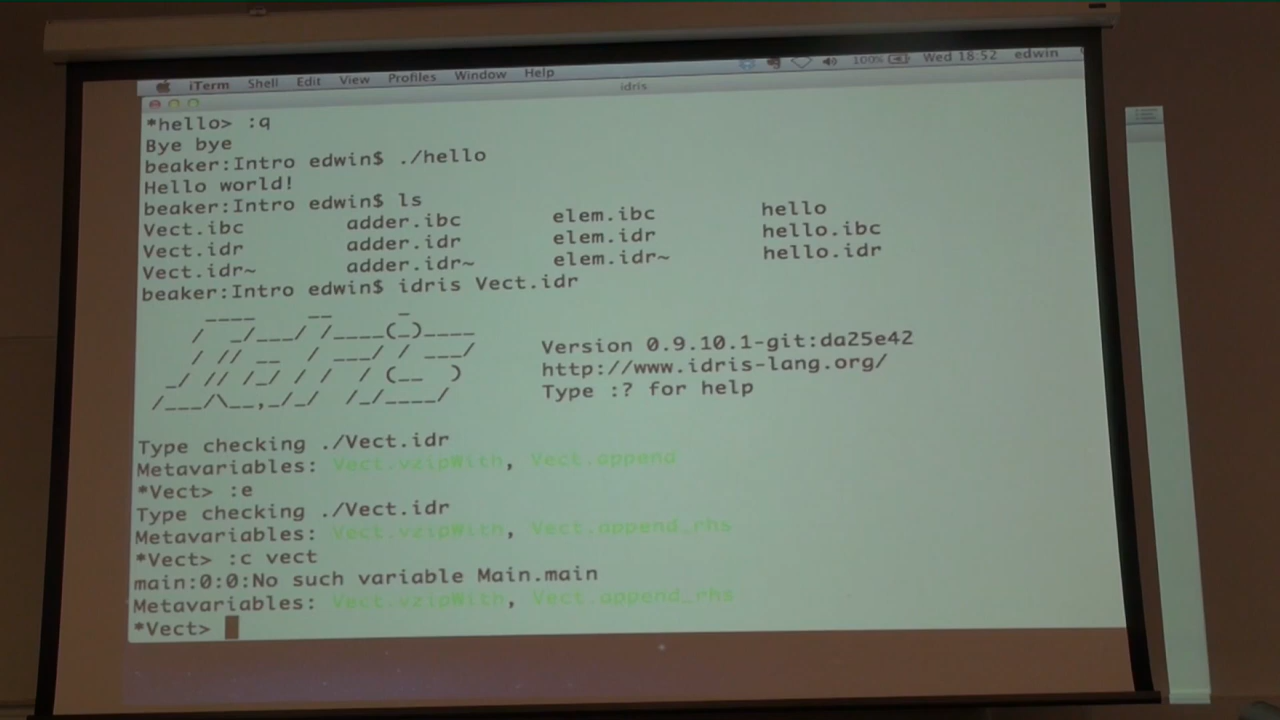 iTerm Shell Edit View Profiles Window Help 100% Wed 18:52 edwin
idris
*hello> :q
Bye bye
beaker:Intro edwin$ ./hello
Hello world!
beaker:Intro edwin$ ls
Vect.ibc adder.ibc elem.ibc hello
Vect.idr adder.idr elem.idr hello.ibc
Vect.idr~ adder.idr~ elem.idr~ hello.idr
beaker:Intro edwin$ idris Vect.idr
Version 0.9.10.1-git:da25e42
http://www.idris-lang.org/
Type :? for help
Type checking ./Vect.idr
Metavariables: Vect.vzipWith, Vect.append
*Vect> :e
Type checking ./Vect.idr
Metavariables: Vect.vzipWith, Vect.append_rhs
*Vect> :c vect
main:0:0:No such variable Main.main
Metavariables: Vect.vzipWith, Vect.append_rhs
*Vect>